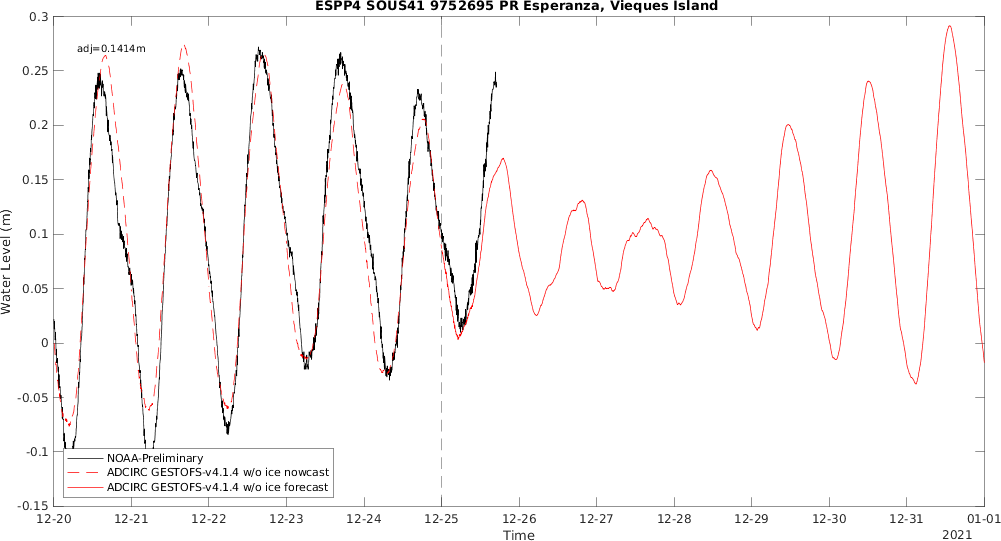 ESPP4 SOUS41 9752695 PR Esperanza, Vieques Island
0.3
adj=0.1414m
0.25
0.2
0.15
0.1
0.05
0
-0.05
-0.1
-0.15
Water Level (m)
NOAA-Preliminary
ADCIRC GESTOFS-v4.1.4 w/o ice nowcast
ADCIRC GESTOFS-v4.1.4 w/o ice forecast
12-20 12-21 12-22 12-23 12-24 12-25 12-26 12-27 12-28 12-29 12-30 12-31 01-01
Time
2021